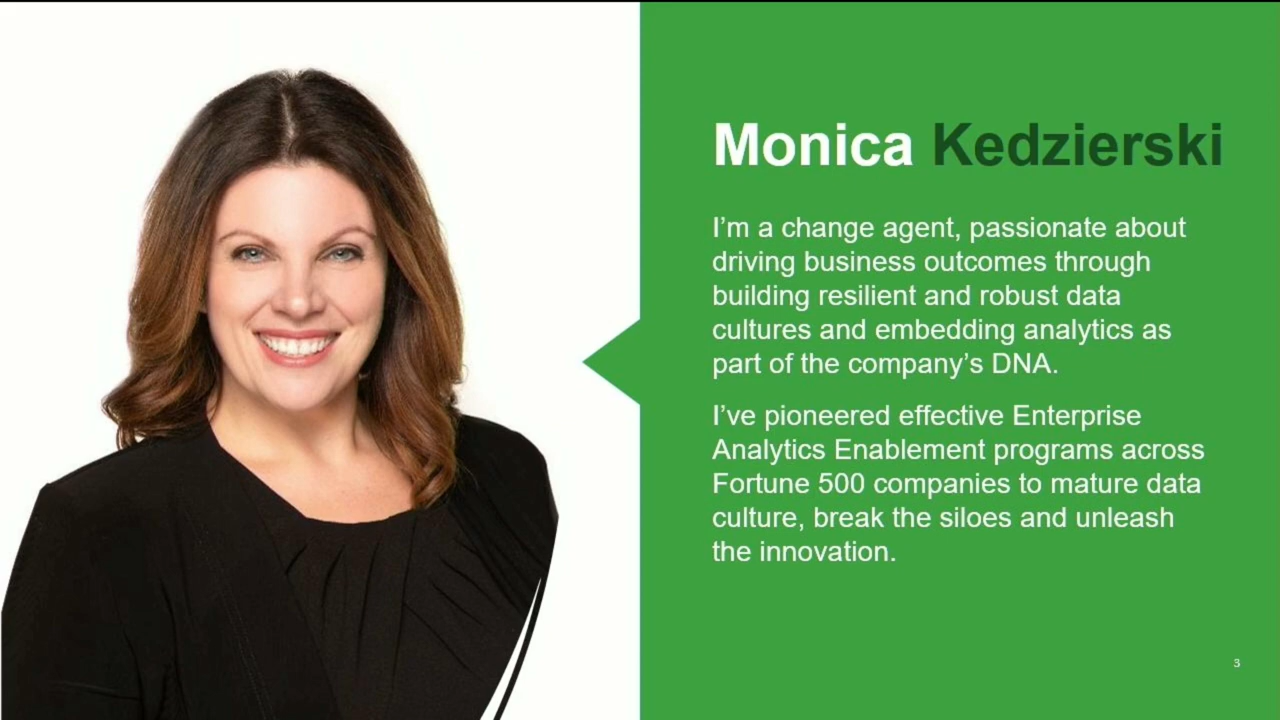 Monica Kedzierski
I’m a change agent, passionate about
driving business outcomes through
building resilient and robust data
cultures and embedding analytics as
part of the company’s DNA.
I’ve pioneered effective Enterprise
Analytics Enablement programs across
Fortune 500 companies to mature data
culture, break the siloes and unleash
the innovation.
3